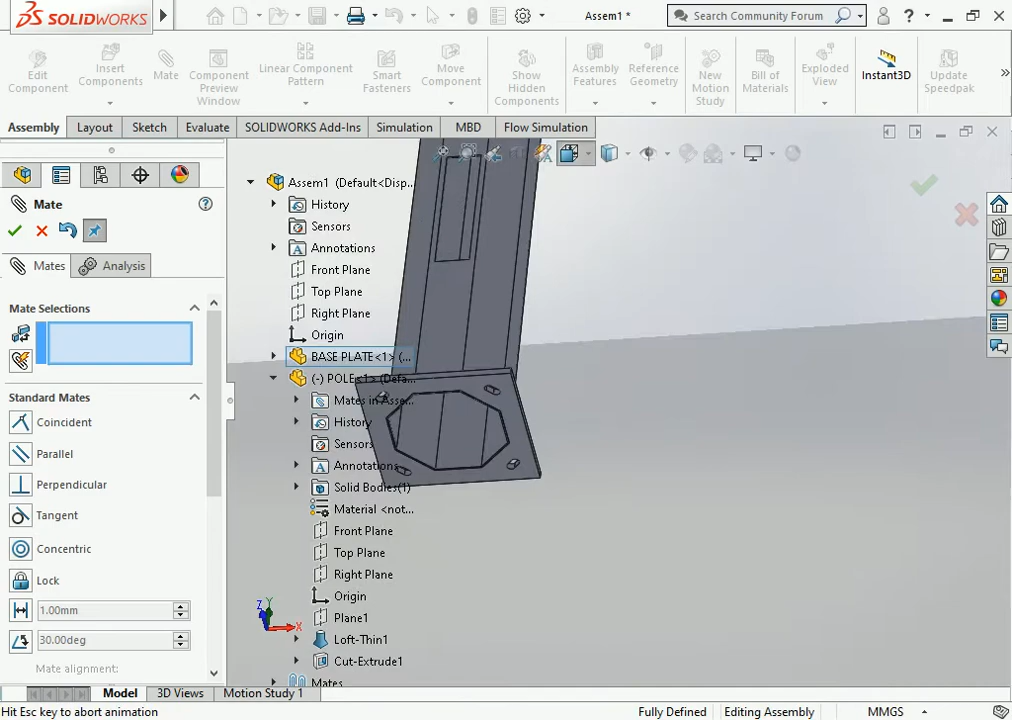 SOLIDWORKS
Assem1 *
Search Community Forum
?
Edit Component
Insert Components
Mate
Component Preview Window
Linear Component Pattern
Smart Fasteners
Move Component
Show Hidden Components
Assembly Features
Reference Geometry
New Motion Study
Bill of Materials
Exploded View
Instant3D
Update Speedpak
Assembly
Layout
Sketch
Evaluate
SOLIDWORKS Add-Ins
Simulation
MBD
Flow Simulation
Mate
Mates
Analysis
Mate Selections
Standard Mates
Coincident
Parallel
Perpendicular
Tangent
Concentric
Lock
1.00mm
30.00deg
Mate alignment:
Assem1 (Default<Disp...
History
Sensors
Annotations
Front Plane
Top Plane
Right Plane
Origin
BASE PLATE<1> (...
(-) POLE<1> (Defa...
Mates in Asse...
History
Sensors
Annotations
Solid Bodies(1)
Material <not...
Front Plane
Top Plane
Right Plane
Origin
Plane1
Loft-Thin1
Cut-Extrude1
Mates
Z
Y
X
Model
3D Views
Motion Study 1
Hit Esc key to abort animation
Fully Defined
Editing Assembly
MMGS